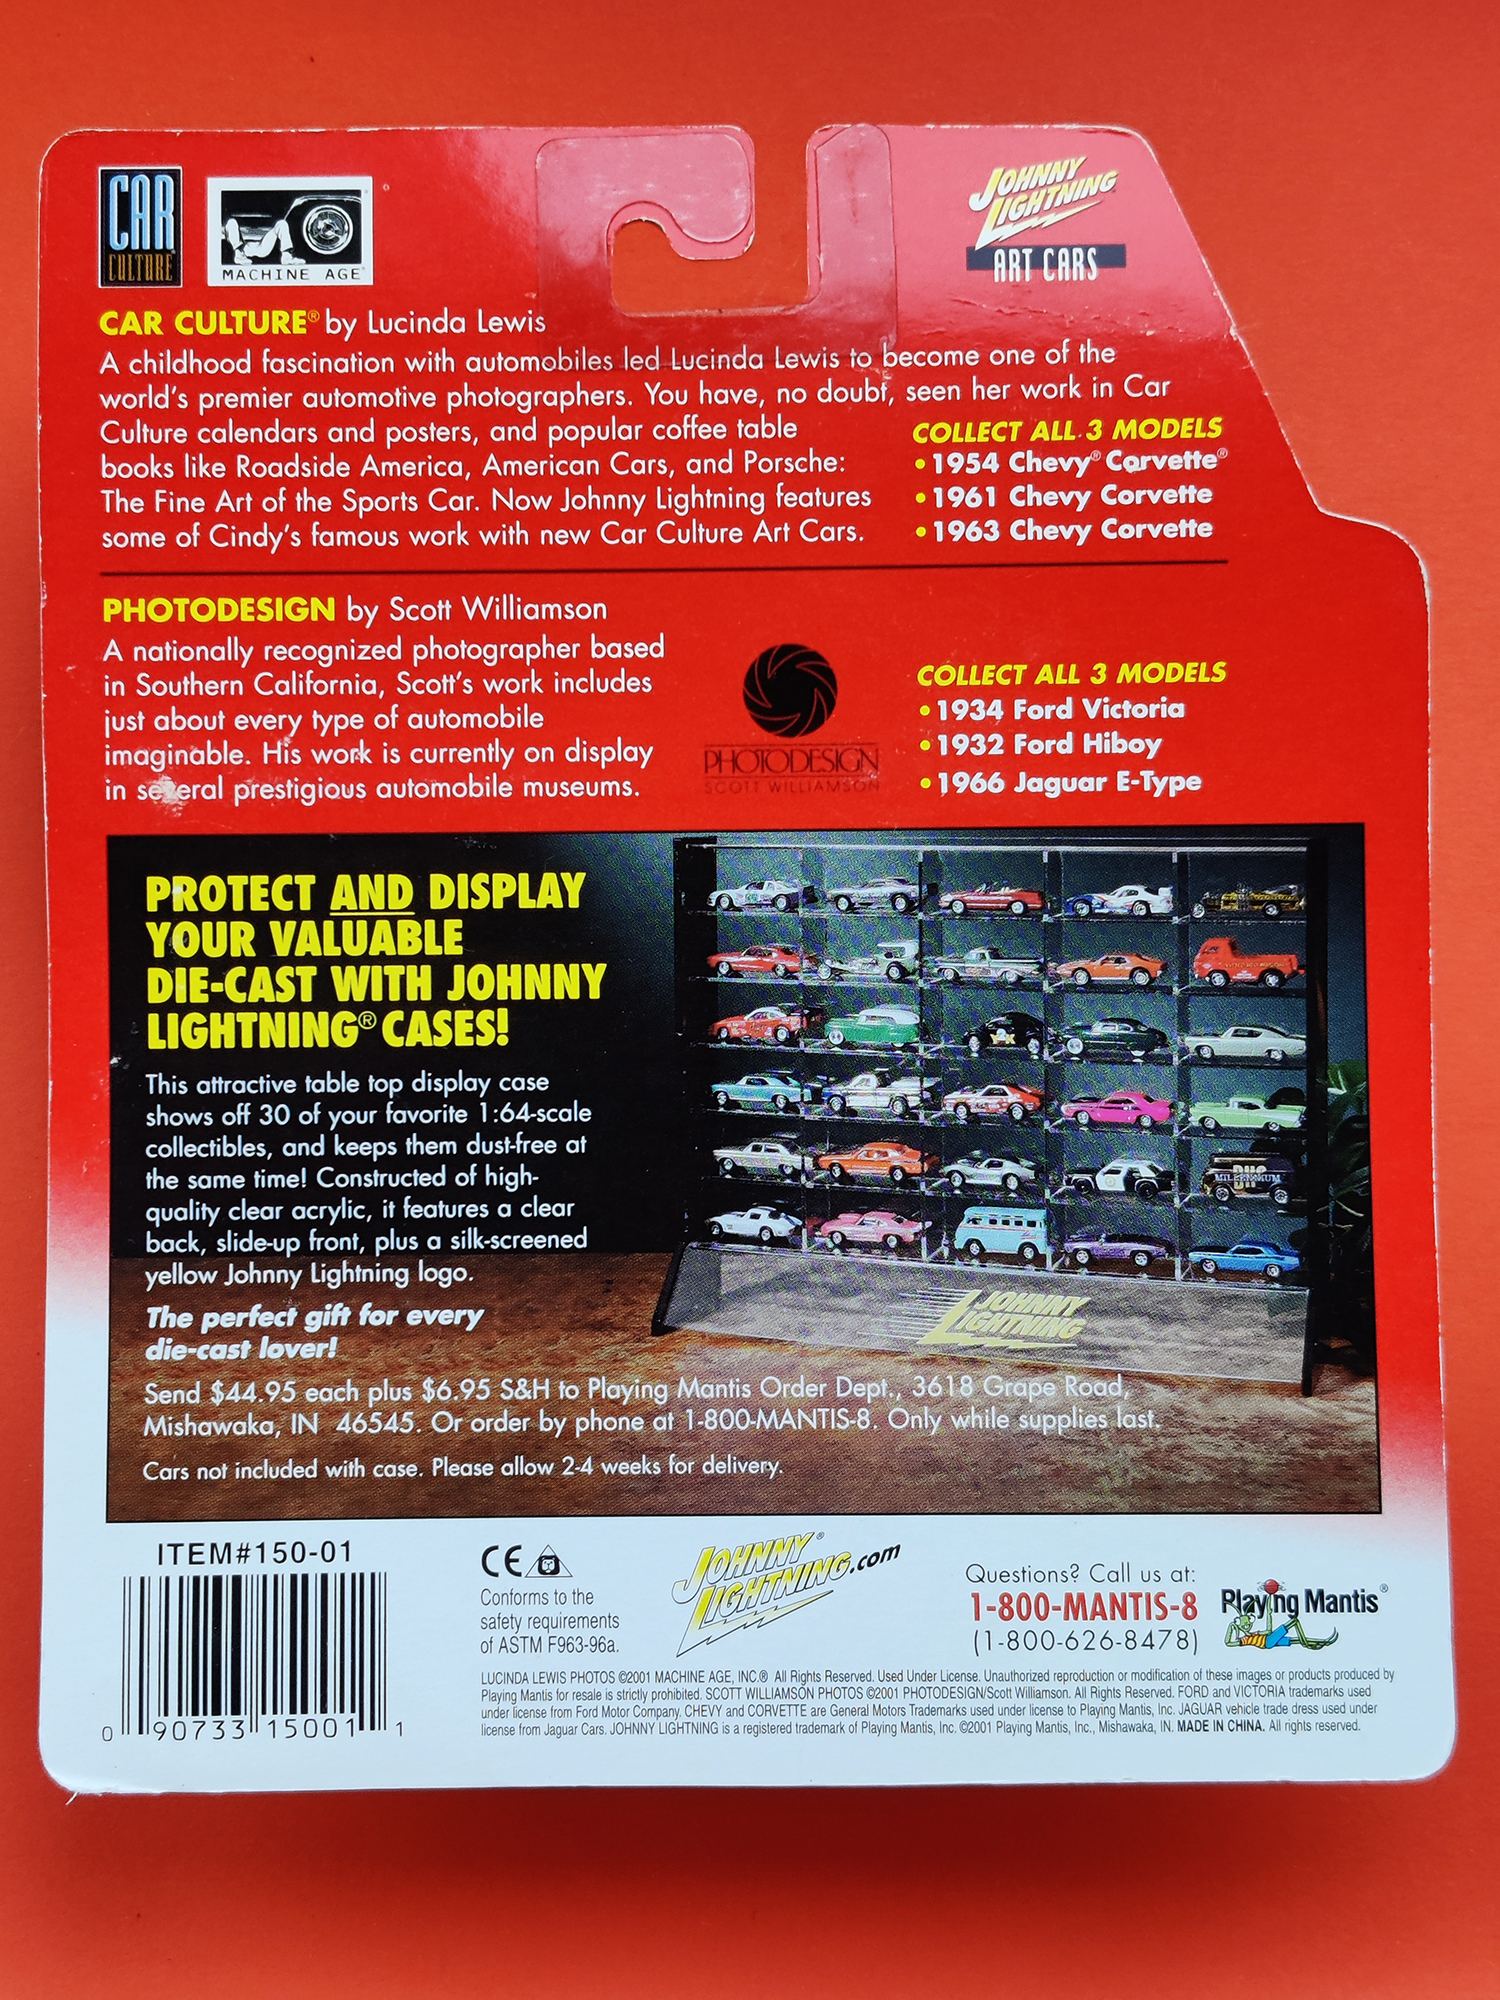 CAR
CULTURE
MACHINE AGE
JOHNNY
LIGHTNING
ART CARS
CAR CULTURE® by Lucinda Lewis
A childhood fascination with automobiles led Lucinda Lewis to become one of the
world's premier automotive photographers. You have, no doubt, seen her work in Car
Culture calendars and posters, and popular coffee table
books like Roadside America, American Cars, and Porsche:
The Fine Art of the Sports Car. Now Johnny Lightning features
some of Cindy's famous work with new Car Culture Art Cars.
COLLECT ALL 3 MODELS
• 1954 Chevy® Corvette®
• 1961 Chevy Corvette
• 1963 Chevy Corvette
PHOTODESIGN by Scott Williamson
A nationally recognized photographer based
in Southern California, Scott's work includes
just about every type of automobile
imaginable. His work is currently on display
in several prestigious automobile museums.
PHOTODESIGN
SCOTT WILLIAMSON
COLLECT ALL 3 MODELS
• 1934 Ford Victoria
• 1932 Ford Hiboy
• 1966 Jaguar E-Type
PROTECT AND DISPLAY
YOUR VALUABLE
DIE-CAST WITH JOHNNY
LIGHTNING® CASES!
This attractive table top display case
shows off 30 of your favorite 1:64-scale
collectibles, and keeps them dust-free at
the same time! Constructed of high-
quality clear acrylic, it features a clear
back, slide-up front, plus a silk-screened
yellow Johnny Lightning logo.
The perfect gift for every
die-cast lover!
MILLENNIUM
JOHNNY
LIGHTNING
Send $44.95 each plus $6.95 S&H to Playing Mantis Order Dept., 3618 Grape Road,
Mishawaka, IN 46545. Or order by phone at 1-800-MANTIS-8. Only while supplies last.
Cars not included with case. Please allow 2-4 weeks for delivery.
ITEM#150-01
0 90733 15001 1
CE
Conforms to the
safety requirements
of ASTM F963-96a.
JOHNNY®
LIGHTNING.com
Questions? Call us at:
1-800-MANTIS-8
(1-800-626-8478)
Playing Mantis®
LUCINDA LEWIS PHOTOS ©2001 MACHINE AGE, INC.® All Rights Reserved. Used Under License. Unauthorized reproduction or modification of these images or products produced by
Playing Mantis for resale is strictly prohibited. SCOTT WILLIAMSON PHOTOS ©2001 PHOTODESIGN/Scott Williamson. All Rights Reserved. FORD and VICTORIA trademarks used
under license from Ford Motor Company. CHEVY and CORVETTE are General Motors Trademarks used under license to Playing Mantis, Inc. JAGUAR vehicle trade dress used under
license from Jaguar Cars. JOHNNY LIGHTNING is a registered trademark of Playing Mantis, Inc. ©2001 Playing Mantis, Inc., Mishawaka, IN. MADE IN CHINA. All rights reserved.